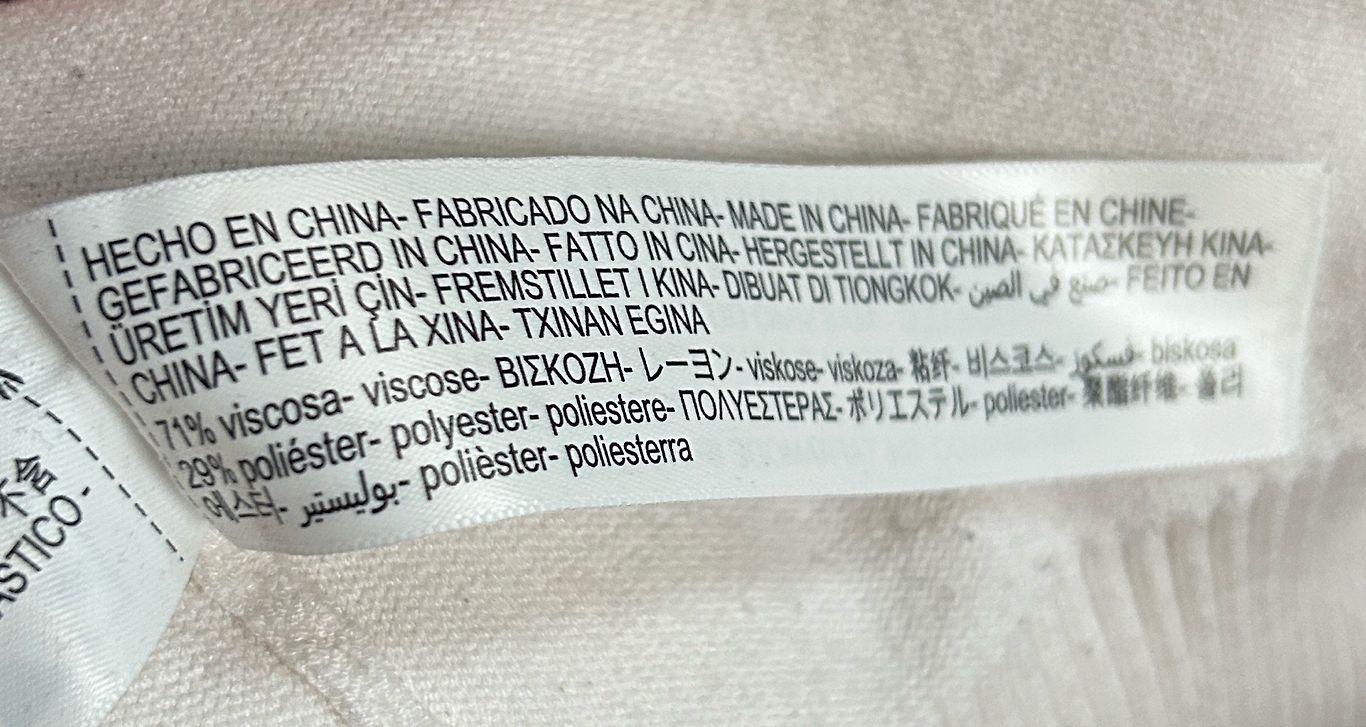 HECHO EN CHINA- FABRICADO NA CHINA- MADE IN CHINA- FABRIQUÉ EN CHINE-
GEFABRICEERD IN CHINA- FATTO IN CINA- HERGESTELLT IN CHINA- ΚΑΤΑΣΚΕΥΗ ΚΙΝΑ-
ÜRETİM YERİ ÇİN- FREMSTILLET I KINA- DIBUAT DI TIONGKOK- صنع في الصين- FEITO EN
CHINA- FET A LA XINA- TXINAN EGINA
71% viscosa- viscose- ΒΙΣΚΟΖΗ- レーヨン- viskose- viskoza- 粘纤- 비스코스- فسكوز- biskosa
29% poliéster- polyester- poliestere- ΠΟΛΥΕΣΤΕΡΑΣ- ポリエステル- poliester- 聚酯纤维- 폴리
에스터- بوليستير- polièster- poliesterra
不含